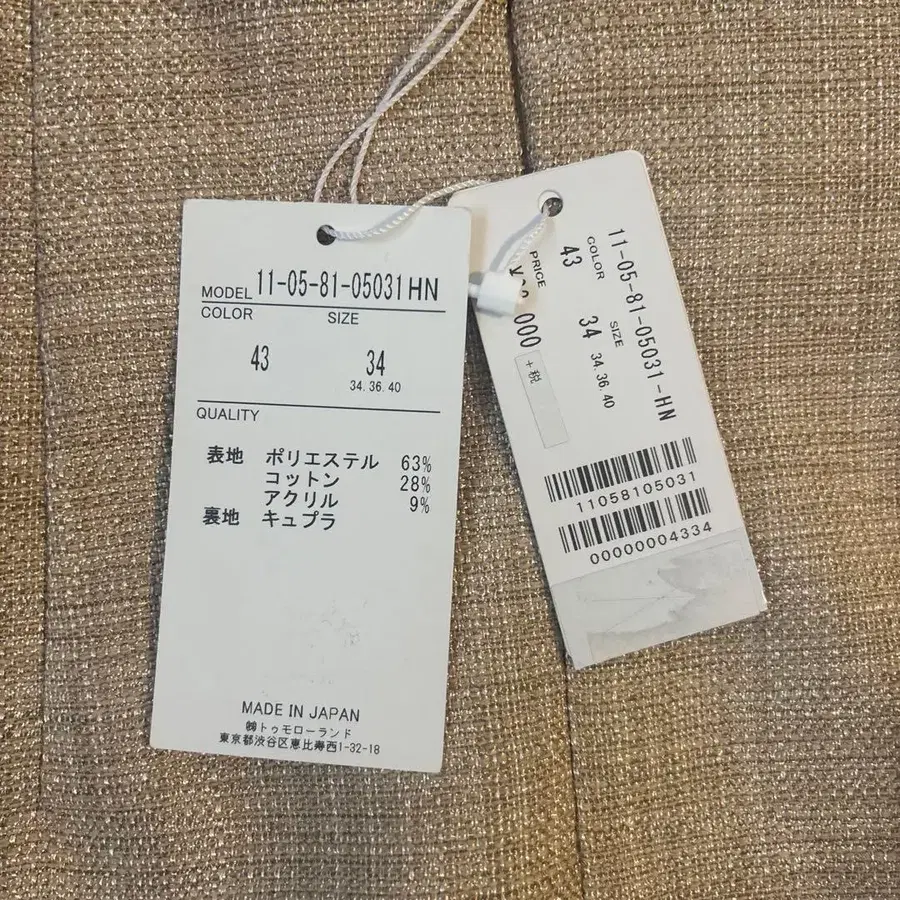 MODEL 11-05-81-05031 HN
COLOR SIZE
43 34
34. 36. 40
QUALITY
表地 ポリエステル 63%
コットン 28%
アクリル 9%
裏地 キュプラ
MADE IN JAPAN
㈱トゥモローランド
東京都渋谷区恵比寿西1-32-18
11-05-81-05031-HN
COLOR SIZE
43 34 34. 36. 40
PRICE
000
+税
11058105031
00000004334